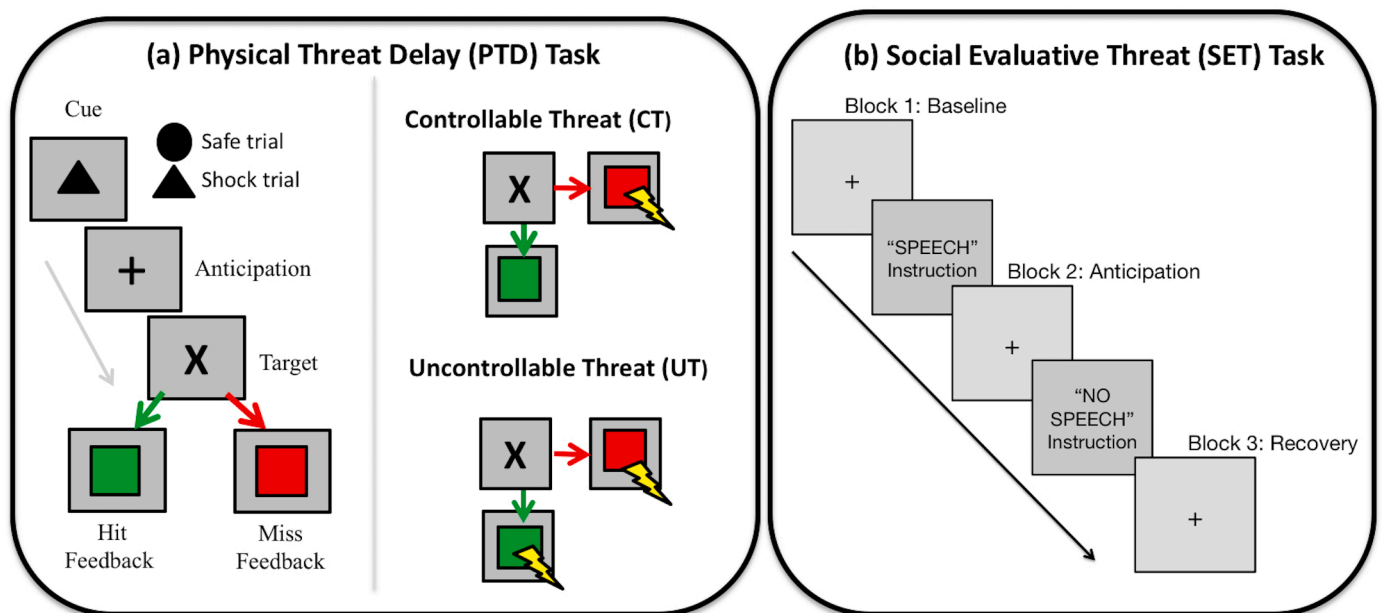 (a) Physical Threat Delay (PTD) Task
Cue
Safe trial
Shock trial
+
Anticipation
X
Target
Hit
Feedback
Miss
Feedback
Controllable Threat (CT)
X
Uncontrollable Threat (UT)
X
(b) Social Evaluative Threat (SET) Task
Block 1: Baseline
+
“SPEECH”
Instruction
Block 2: Anticipation
+
“NO
SPEECH”
Instruction
Block 3: Recovery
+